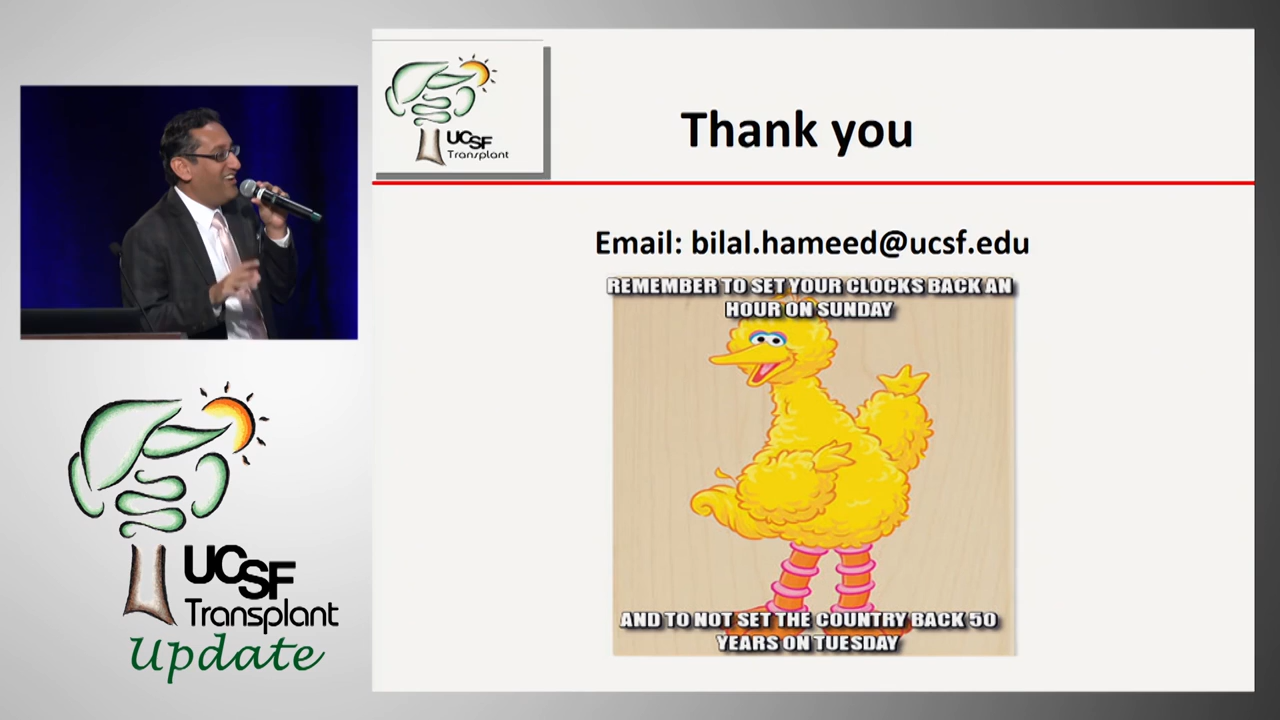 UCSF
Transplant
Thank you
Email: bilal.hameed@ucsf.edu
REMEMBER TO SET YOUR CLOCKS BACK AN
HOUR ON SUNDAY
AND TO NOT SET THE COUNTRY BACK 50
YEARS ON TUESDAY
UCSF
Transplant
Update